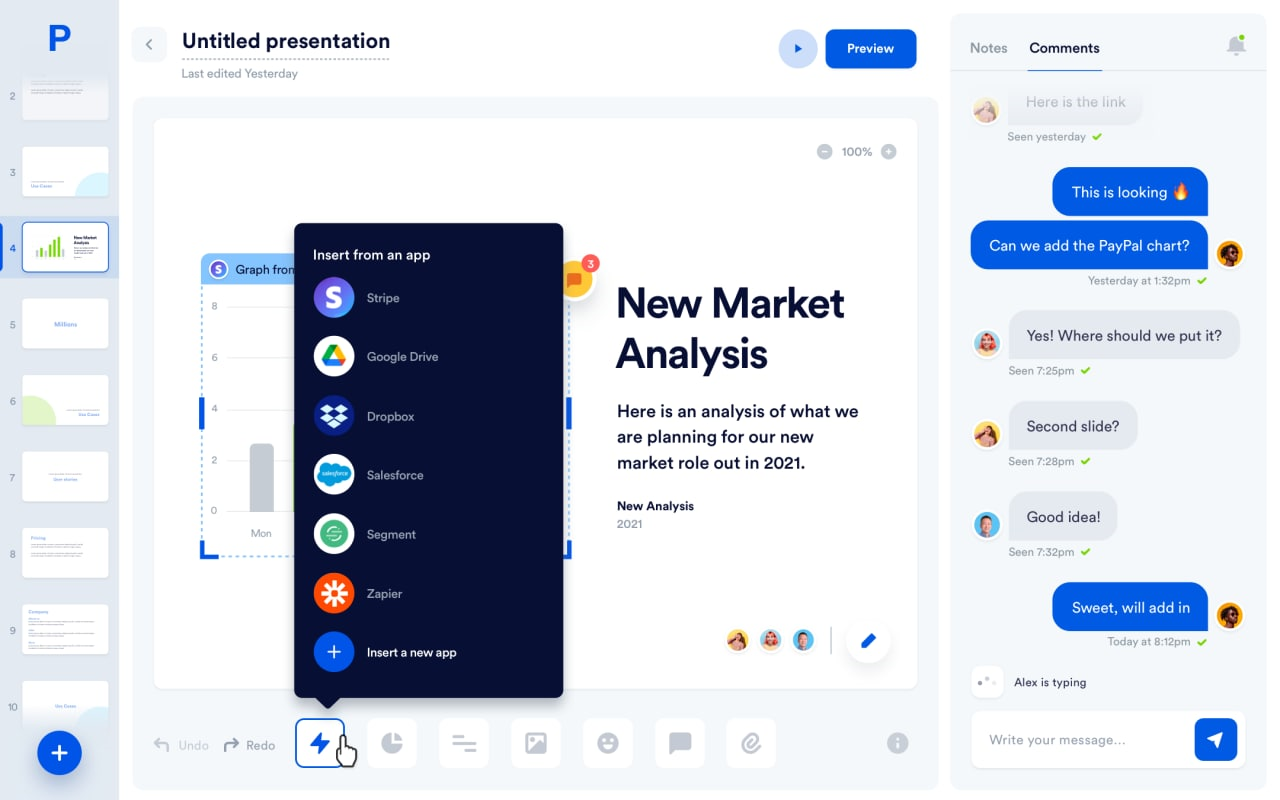 P
Untitled presentation
Last edited Yesterday
Preview
2
3
Use Cases
4
New Market
Analysis
5
Millions
6
Use Cases
7
User stories
8
Pricing
9
Company
10
Use Cases
100%
Graph from
8
6
4
2
0
Mon
Insert from an app
S
Stripe
Google Drive
Dropbox
salesforce
Salesforce
Segment
Zapier
Insert a new app
3
New Market
Analysis
Here is an analysis of what we
are planning for our new
market role out in 2021.
New Analysis
2021
Undo
Redo
Notes
Comments
Here is the link
Seen yesterday
This is looking 🔥
Can we add the PayPal chart?
Yesterday at 1:32pm
Yes! Where should we put it?
Seen 7:25pm
Second slide?
Seen 7:28pm
Good idea!
Seen 7:32pm
Sweet, will add in
Today at 8:12pm
Alex is typing
Write your message...